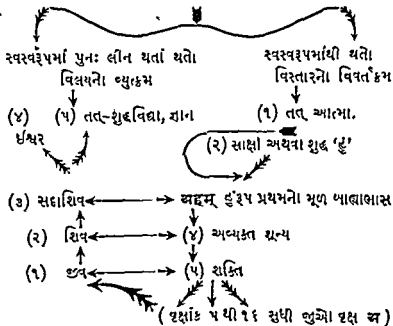 સ્વસ્વરૂપમાં પુનઃ લીન થતાં થતો
વિલયનો વ્યુત્ક્રમ
સ્વસ્વરૂપમાંથી થતો
વિસ્તારનો વિવર્તક્રમ
(૪)
ઈશ્વર
(૫) તત્-શુદ્ધવિદ્યા, જ્ઞાન
(૧) તત્ આત્મા.
(૨) સાક્ષી અથવા શુદ્ધ 'હું'
(૩) સદાશિવ
अहम् હુંરૂપ પ્રથમનો મૂળ બાહ્યાભાસ
(૨) શિવ
(૪) અવ્યક્ત શૂન્ય
(૧) જીવ
(૫) શક્તિ
(વૃક્ષાંક ૫ થી ૧૬ સુધી જુઓ વૃક્ષ अ)